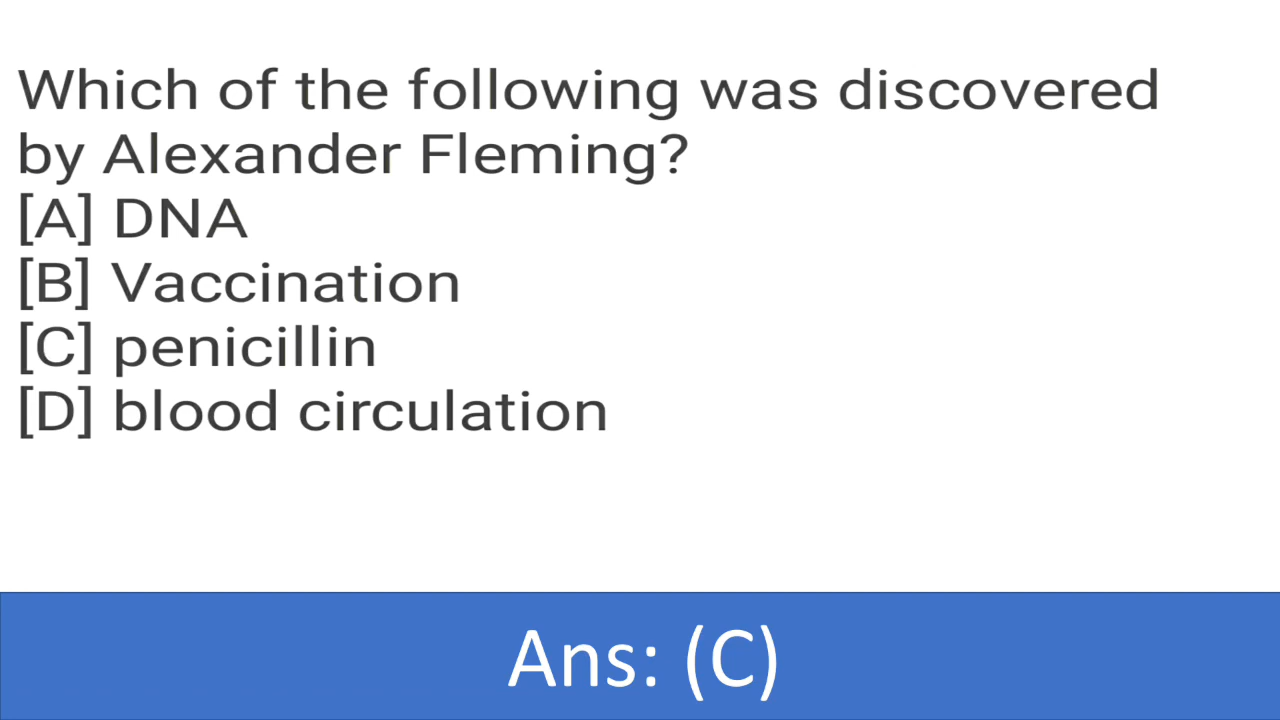 Which of the following was discovered
by Alexander Fleming?
[A] DNA
[B] Vaccination
[C] penicillin
[D] blood circulation
Ans: (C)